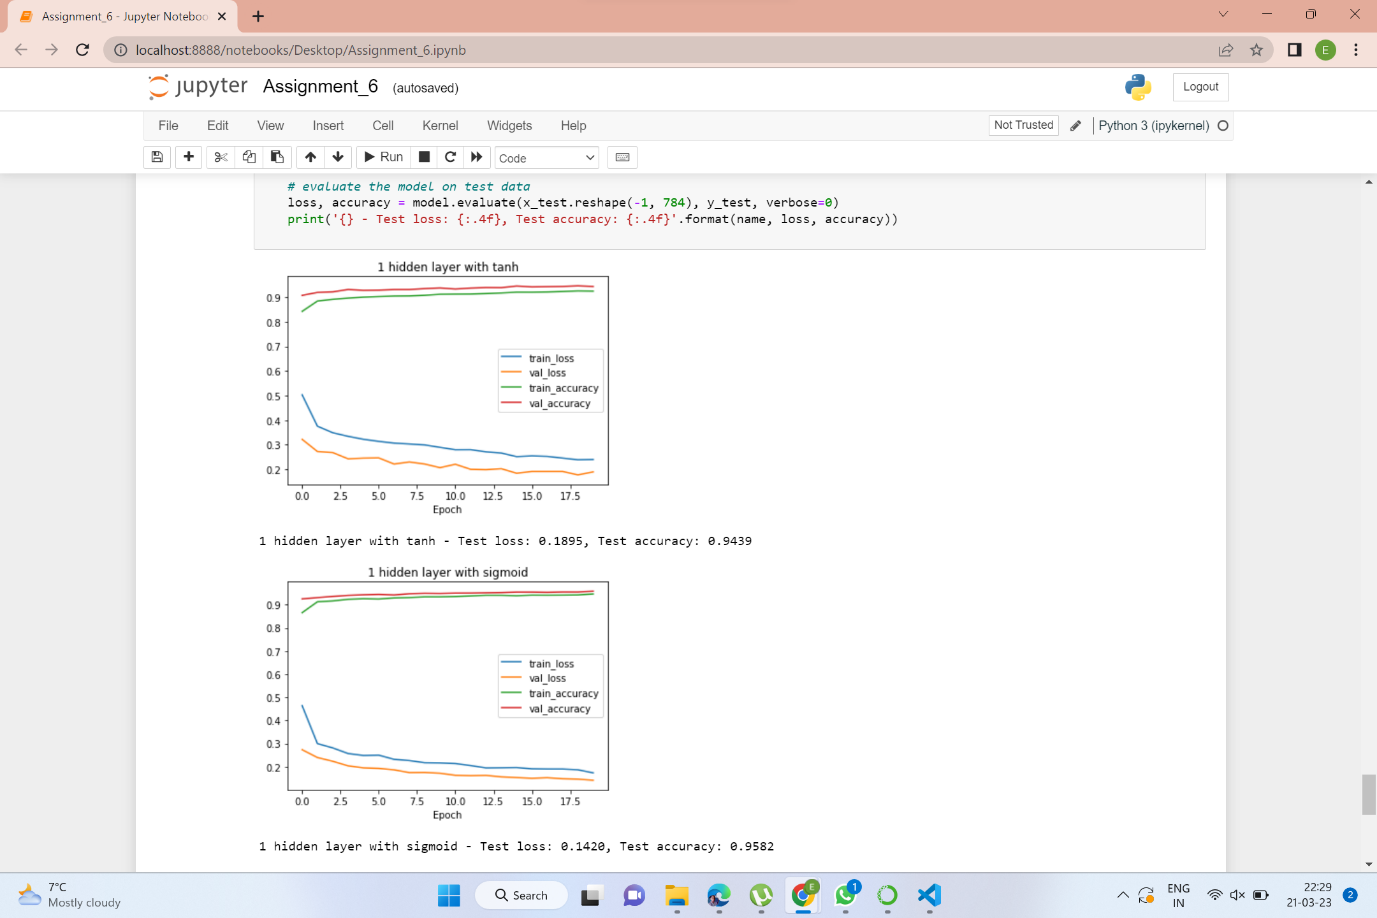 Assignment_6 - Jupyter Noteboo
localhost:8888/notebooks/Desktop/Assignment_6.ipynb
E
jupyter Assignment_6 (autosaved)
Logout
File Edit View Insert Cell Kernel Widgets Help
Not Trusted
Python 3 (ipykernel)
Run
Code
# evaluate the model on test data
loss, accuracy = model.evaluate(x_test.reshape(-1, 784), y_test, verbose=0)
print('{} - Test loss: {:.4f}, Test accuracy: {:.4f}'.format(name, loss, accuracy))
1 hidden layer with tanh
0.9
0.8
0.7
0.6
0.5
0.4
0.3
0.2
train_loss
val_loss
train_accuracy
val_accuracy
0.0 2.5 5.0 7.5 10.0 12.5 15.0 17.5
Epoch
1 hidden layer with tanh - Test loss: 0.1895, Test accuracy: 0.9439
1 hidden layer with sigmoid
0.9
0.8
0.7
0.6
0.5
0.4
0.3
0.2
train_loss
val_loss
train_accuracy
val_accuracy
0.0 2.5 5.0 7.5 10.0 12.5 15.0 17.5
Epoch
1 hidden layer with sigmoid - Test loss: 0.1420, Test accuracy: 0.9582
7°C
Mostly cloudy
Search
E
1
ENG
IN
22:29
21-03-23
2